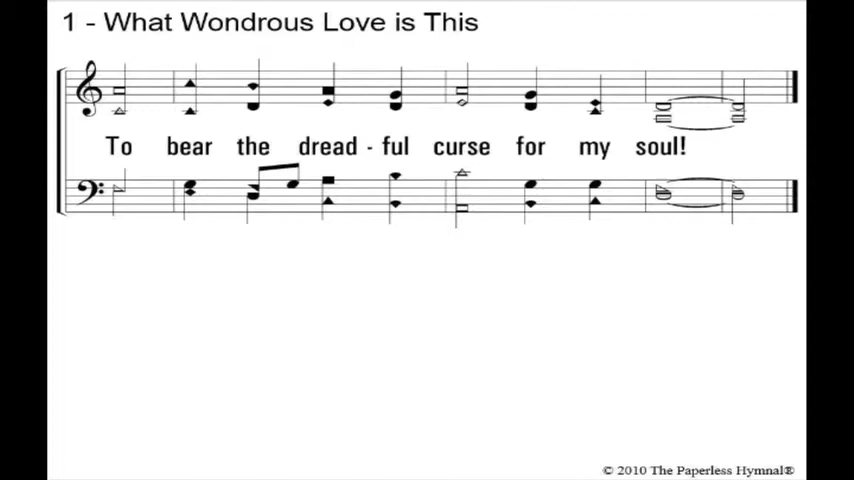 1 - What Wondrous Love is This
To bear the dread - ful curse for my soul!
© 2010 The Paperless Hymnal®